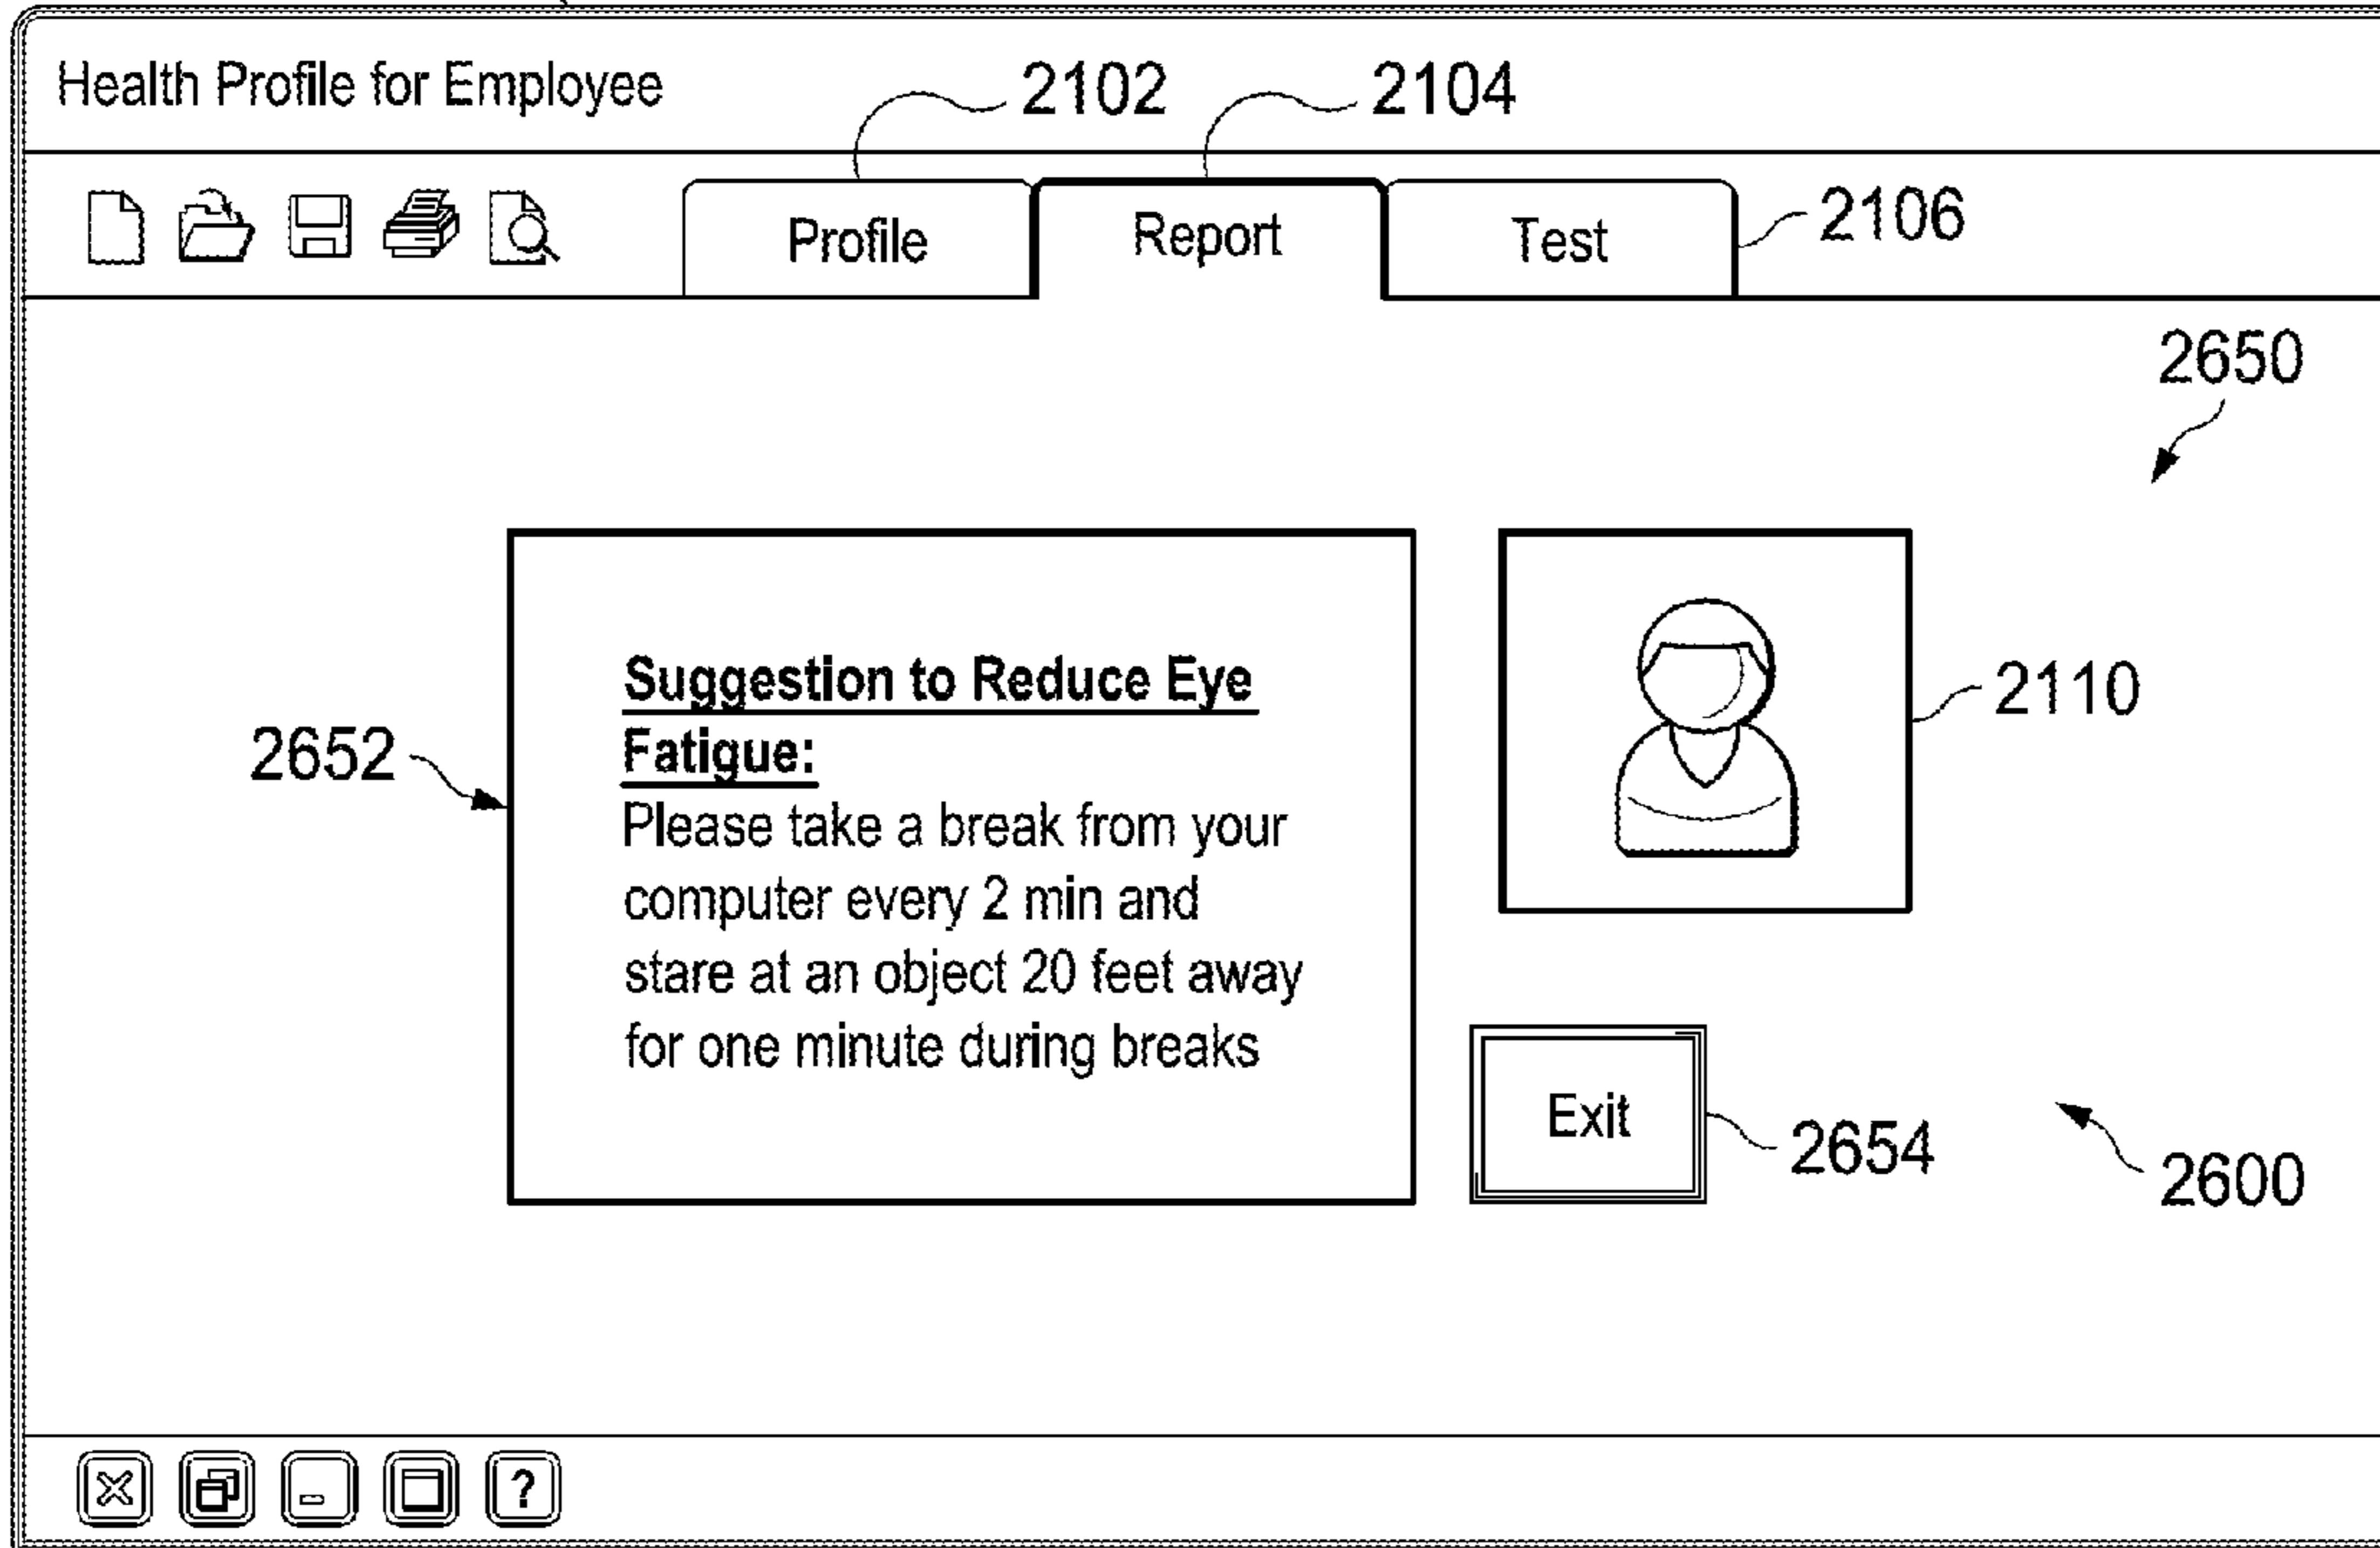 Health Profile for Employee
2102
2104
Profile
Report
Test
2106
2650
Suggestion to Reduce Eye
Fatigue:
Please take a break from your
computer every 2 min and
stare at an object 20 feet away
for one minute during breaks
2652
2110
Exit
2654
2600
?